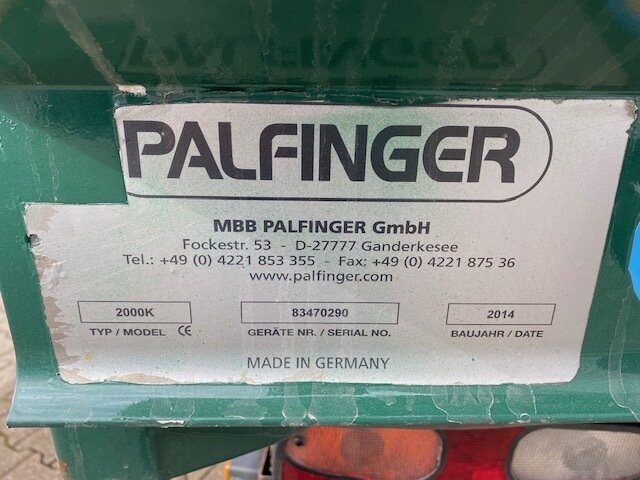 PALFINGER
MBB PALFINGER GmbH
Fockestr. 53 - D-27777 Ganderkesee
Tel.: +49 (0) 4221 853 355 - Fax: +49 (0) 4221 875 36
www.palfinger.com
2000K 83470290 2014
TYP / MODEL CE GERÄTE NR. / SERIAL NO. BAUJAHR / DATE
MADE IN GERMANY